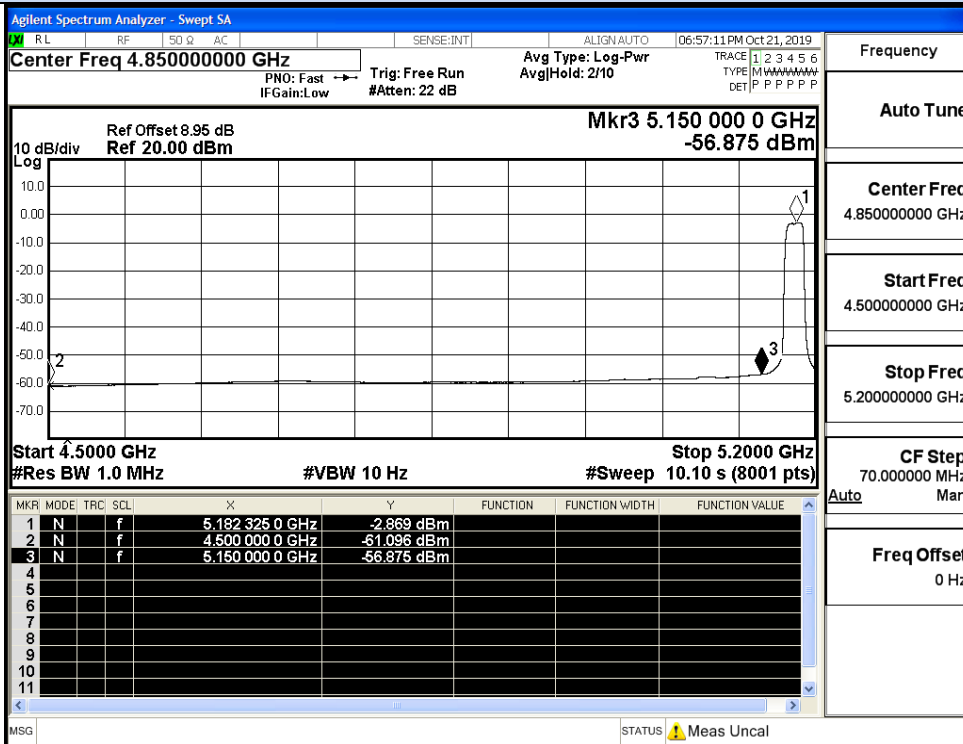 Agilent Spectrum Analyzer - Swept SA
LXI RL RF 50 Ω AC SENSE:INT ALIGN AUTO 06:57:11 PM Oct 21, 2019
Center Freq 4.850000000 GHz
PNO: Fast
IFGain:Low
Trig: Free Run
#Atten: 22 dB
Avg Type: Log-Pwr
Avg|Hold: 2/10
TRACE 1 2 3 4 5 6
TYPE M W W W W W
DET P P P P P P
Mkr3 5.150 000 0 GHz
-56.875 dBm
Ref Offset 8.95 dB
10 dB/div Ref 20.00 dBm
Log
10.0
0.00
-10.0
-20.0
-30.0
-40.0
-50.0
-60.0
-70.0
1
2
3
Start 4.5000 GHz Stop 5.2000 GHz
#Res BW 1.0 MHz #VBW 10 Hz #Sweep 10.10 s (8001 pts)
MKR MODE TRC SCL X Y FUNCTION FUNCTION WIDTH FUNCTION VALUE
1 N f 5.182 325 0 GHz -2.869 dBm
2 N f 4.500 000 0 GHz -61.096 dBm
3 N f 5.150 000 0 GHz -56.875 dBm
4
5
6
7
8
9
10
11
MSG STATUS Meas Uncal
Frequency
Auto Tune
Center Freq
4.850000000 GHz
Start Freq
4.500000000 GHz
Stop Freq
5.200000000 GHz
CF Step
70.000000 MHz
Auto Man
Freq Offset
0 Hz